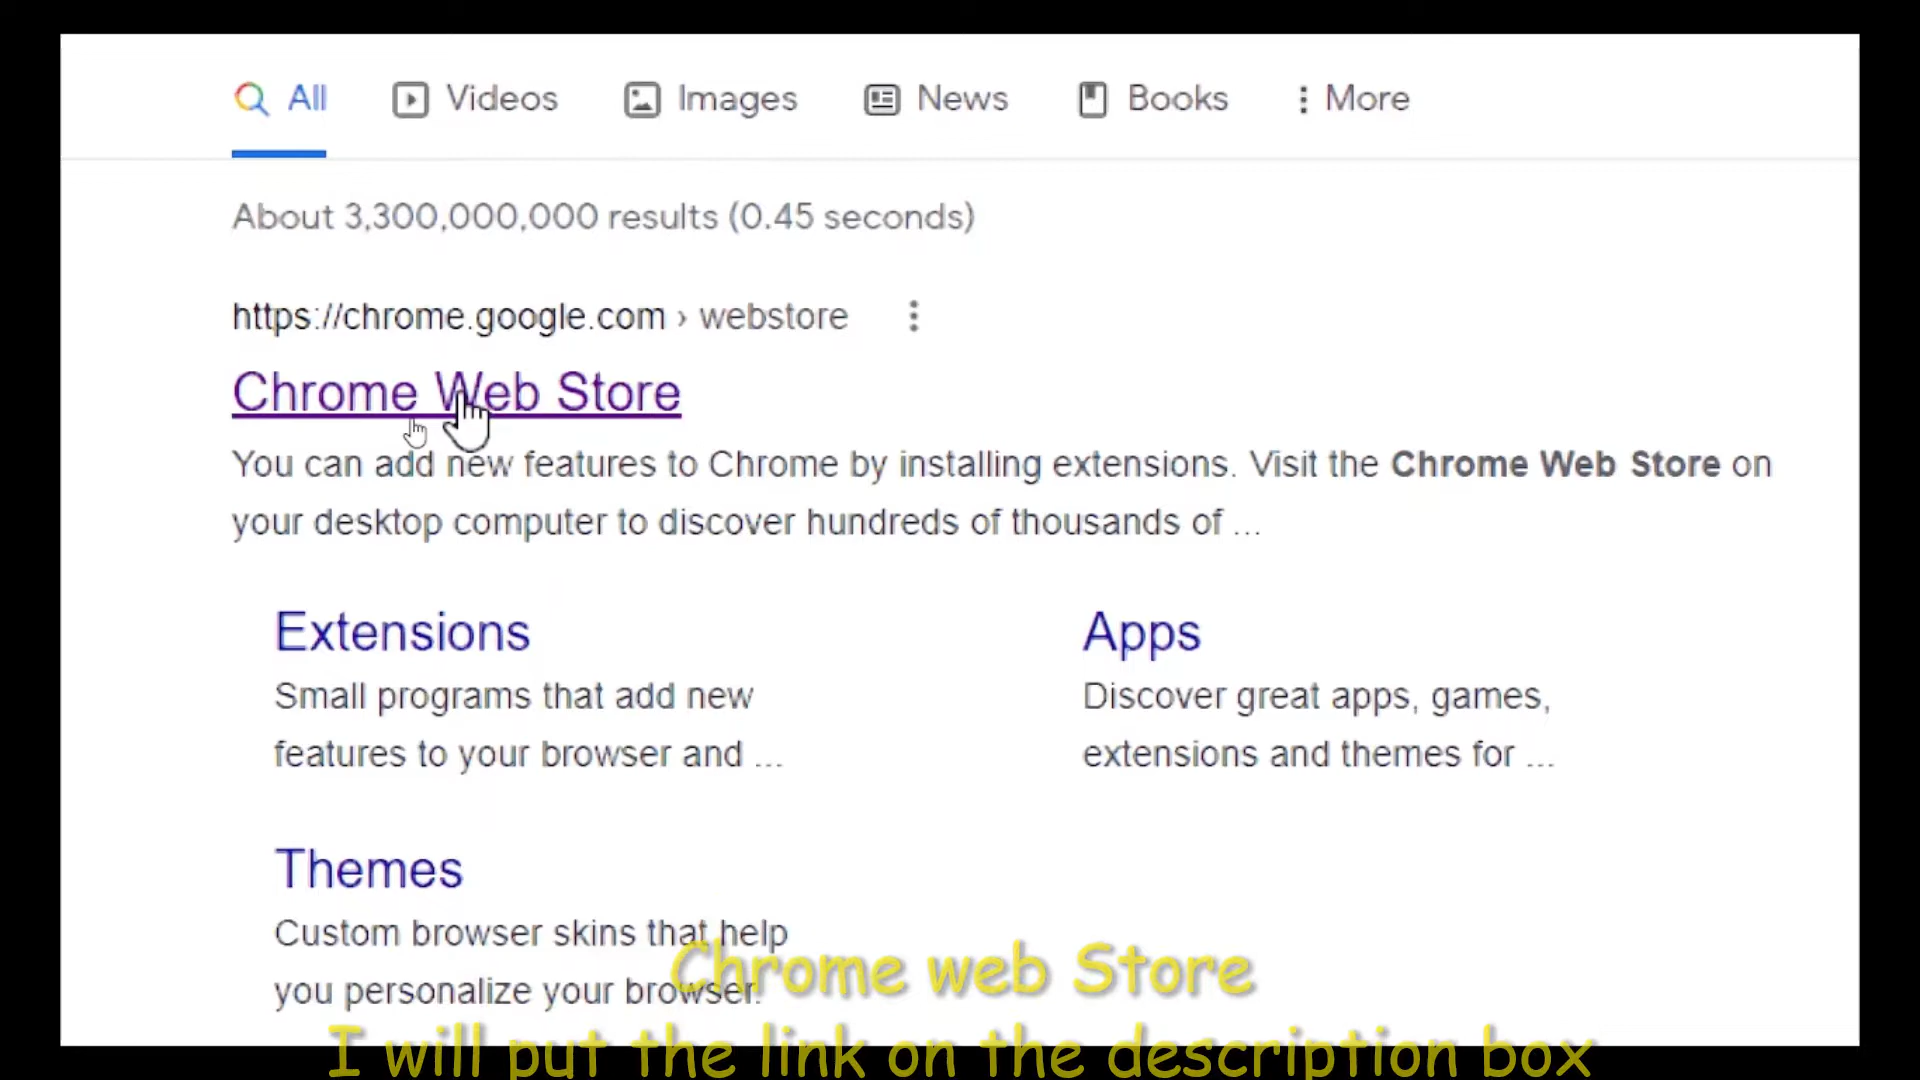 All Videos Images News Books More
About 3,300,000,000 results (0.45 seconds)
https://chrome.google.com › webstore
Chrome Web Store
You can add new features to Chrome by installing extensions. Visit the Chrome Web Store on
your desktop computer to discover hundreds of thousands of ...
Extensions
Small programs that add new
features to your browser and ...
Apps
Discover great apps, games,
extensions and themes for ...
Themes
Custom browser skins that help
you personalize your browser.
Chrome web Store
I will put the link on the description box